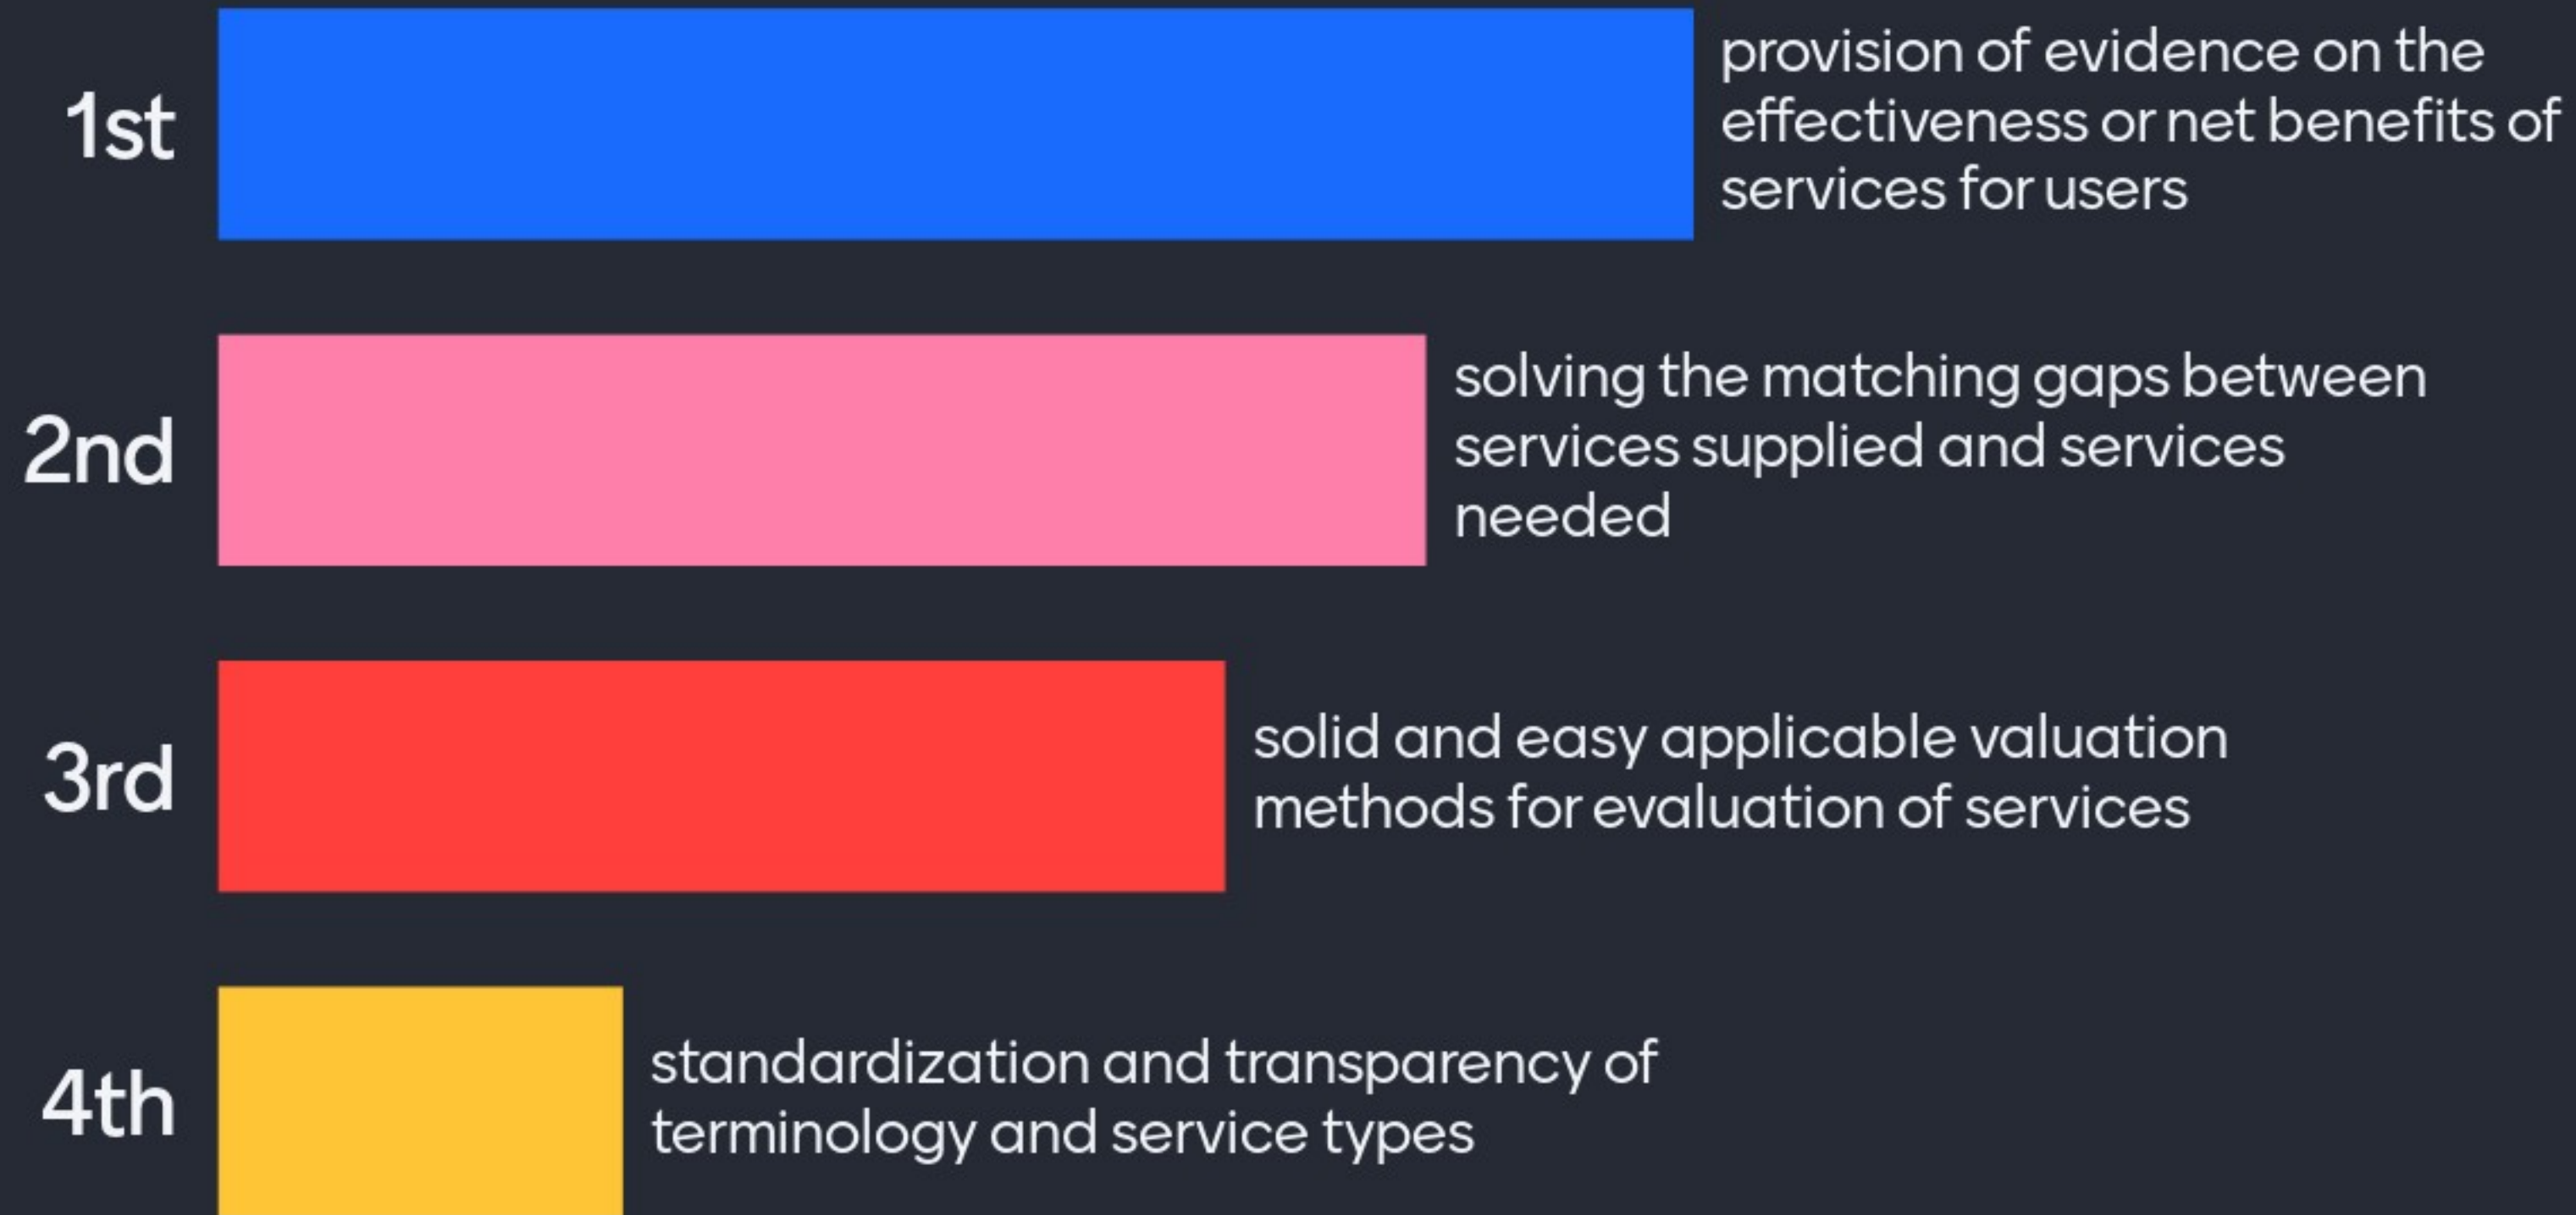 1st
provision of evidence on the
effectiveness or net benefits of
services for users
2nd
solving the matching gaps between
services supplied and services
needed
3rd
solid and easy applicable valuation
methods for evaluation of services
4th
standardization and transparency of
terminology and service types